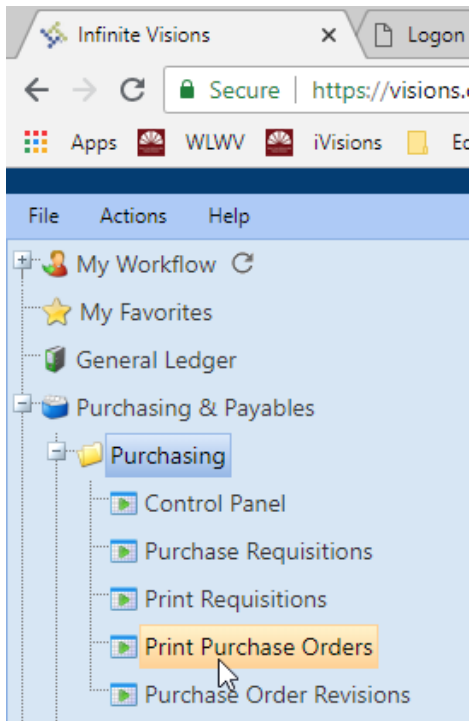 Infinite Visions Logon
Secure https://visions.
Apps WLWV iVisions
File Actions Help
My Workflow
My Favorites
General Ledger
Purchasing & Payables
Purchasing
Control Panel
Purchase Requisitions
Print Requisitions
Print Purchase Orders
Purchase Order Revisions